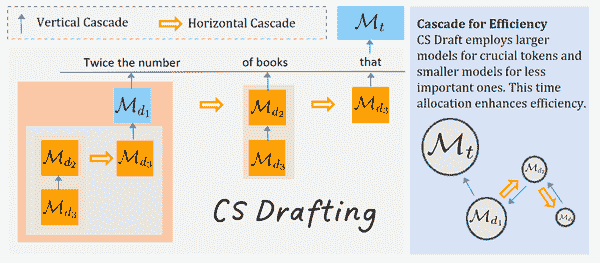 Vertical Cascade
Horizontal Cascade
ℳt
Twice the number
of books
that
ℳd1
ℳd2
ℳd3
ℳd2
ℳd3
ℳd3
ℳd3
CS Drafting
Cascade for Efficiency
CS Draft employs larger
models for crucial tokens and
smaller models for less
important ones. This time
allocation enhances efficiency.
ℳt
ℳd2
ℳd1